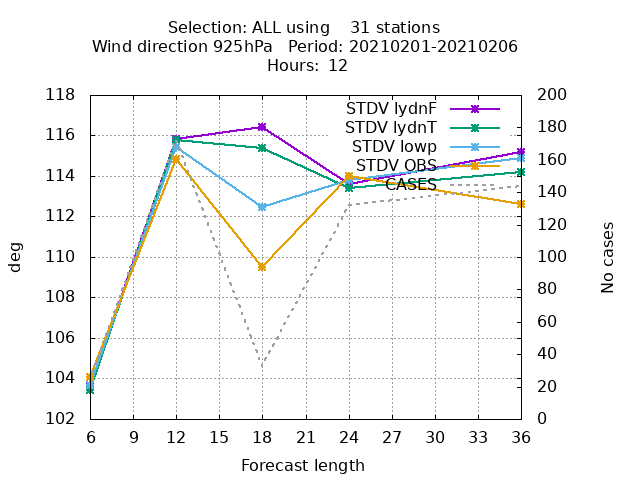 Selection: ALL using    31 stations
Wind direction 925hPa   Period: 20210201-20210206
Hours:  12
STDV lydnF
STDV lydnT
STDV lowp
STDV OBS
CASES
118
116
114
112
110
108
106
104
102
deg
200
180
160
140
120
100
80
60
40
20
0
No cases
6 9 12 15 18 21 24 27 30 33 36
Forecast length